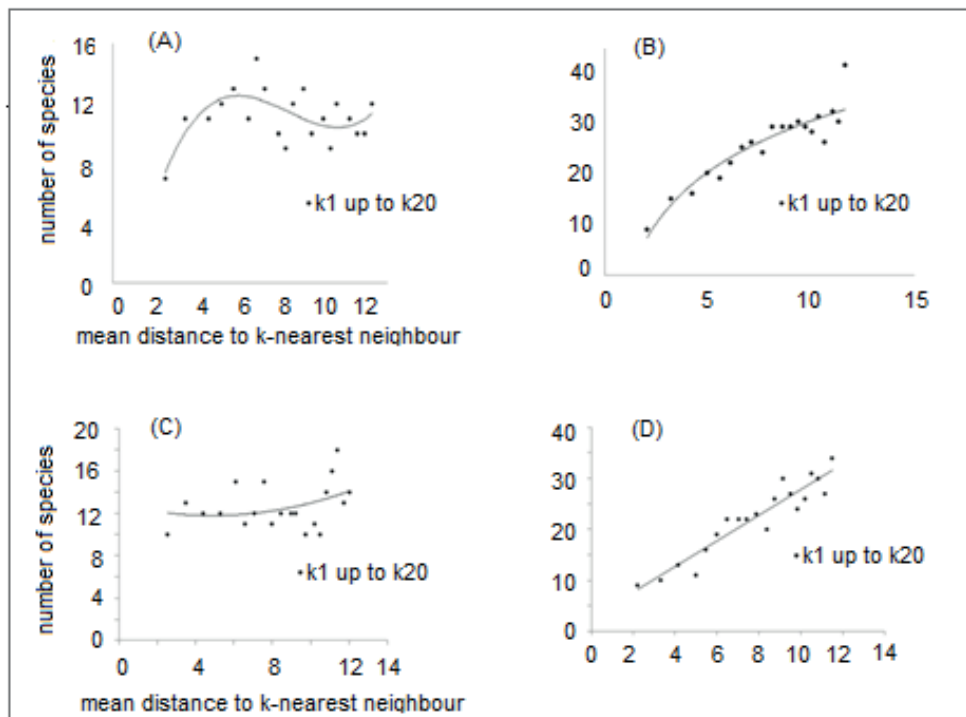 (A)
16
12
8
4
0
number of species
k1 up to k20
0 2 4 6 8 10 12
mean distance to k-nearest neighbour
(B)
40
30
20
10
0
k1 up to k20
0 5 10 15
(C)
20
16
12
8
4
0
number of species
k1 up to k20
0 4 8 12 14
mean distance to k-nearest neighbour
(D)
40
30
20
10
0
k1 up to k20
0 2 4 6 8 10 12 14